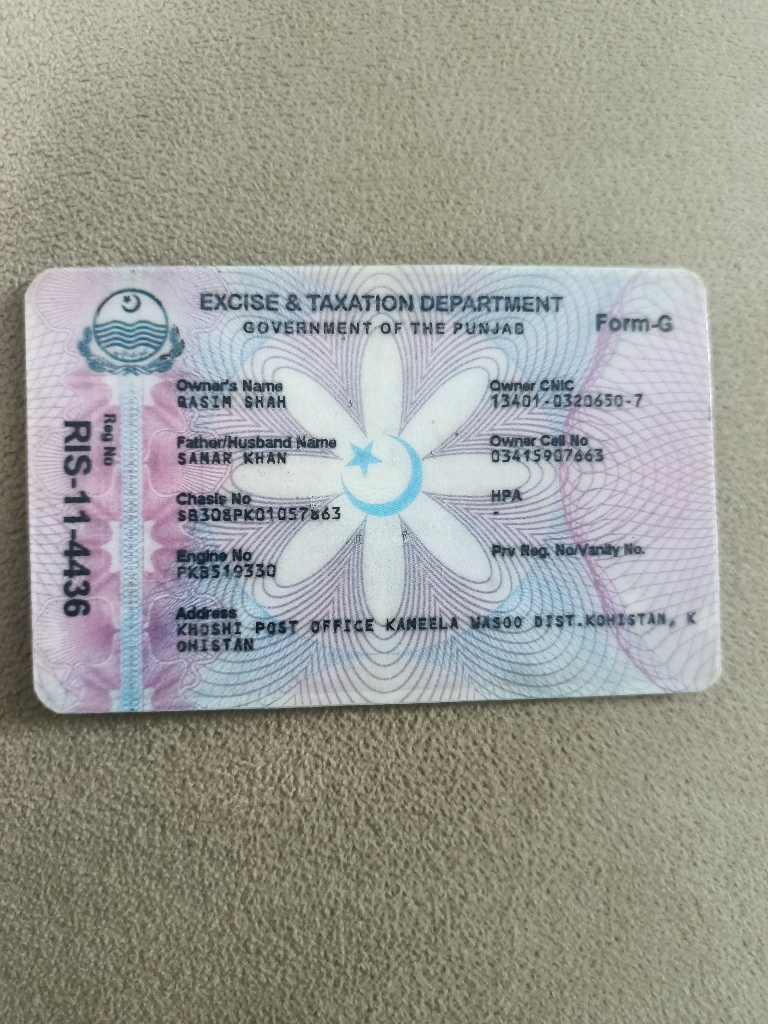 EXCISE & TAXATION DEPARTMENT
GOVERNMENT OF THE PUNJAB
Form-G
Reg No
RIS-11-4436
Owner's Name
QASIM SHAH
Owner CNIC
13401-0320650-7
Father/Husband Name
SAMAR KHAN
Owner Cell No
03415907663
Chasis No
SB308PK01057863
HPA
-
Engine No
PKB519330
Prv Reg. No/Vanity No.
Address
KHOSHI POST OFFICE KAMEELA WASOO DIST.KOHISTAN, K
OHISTAN